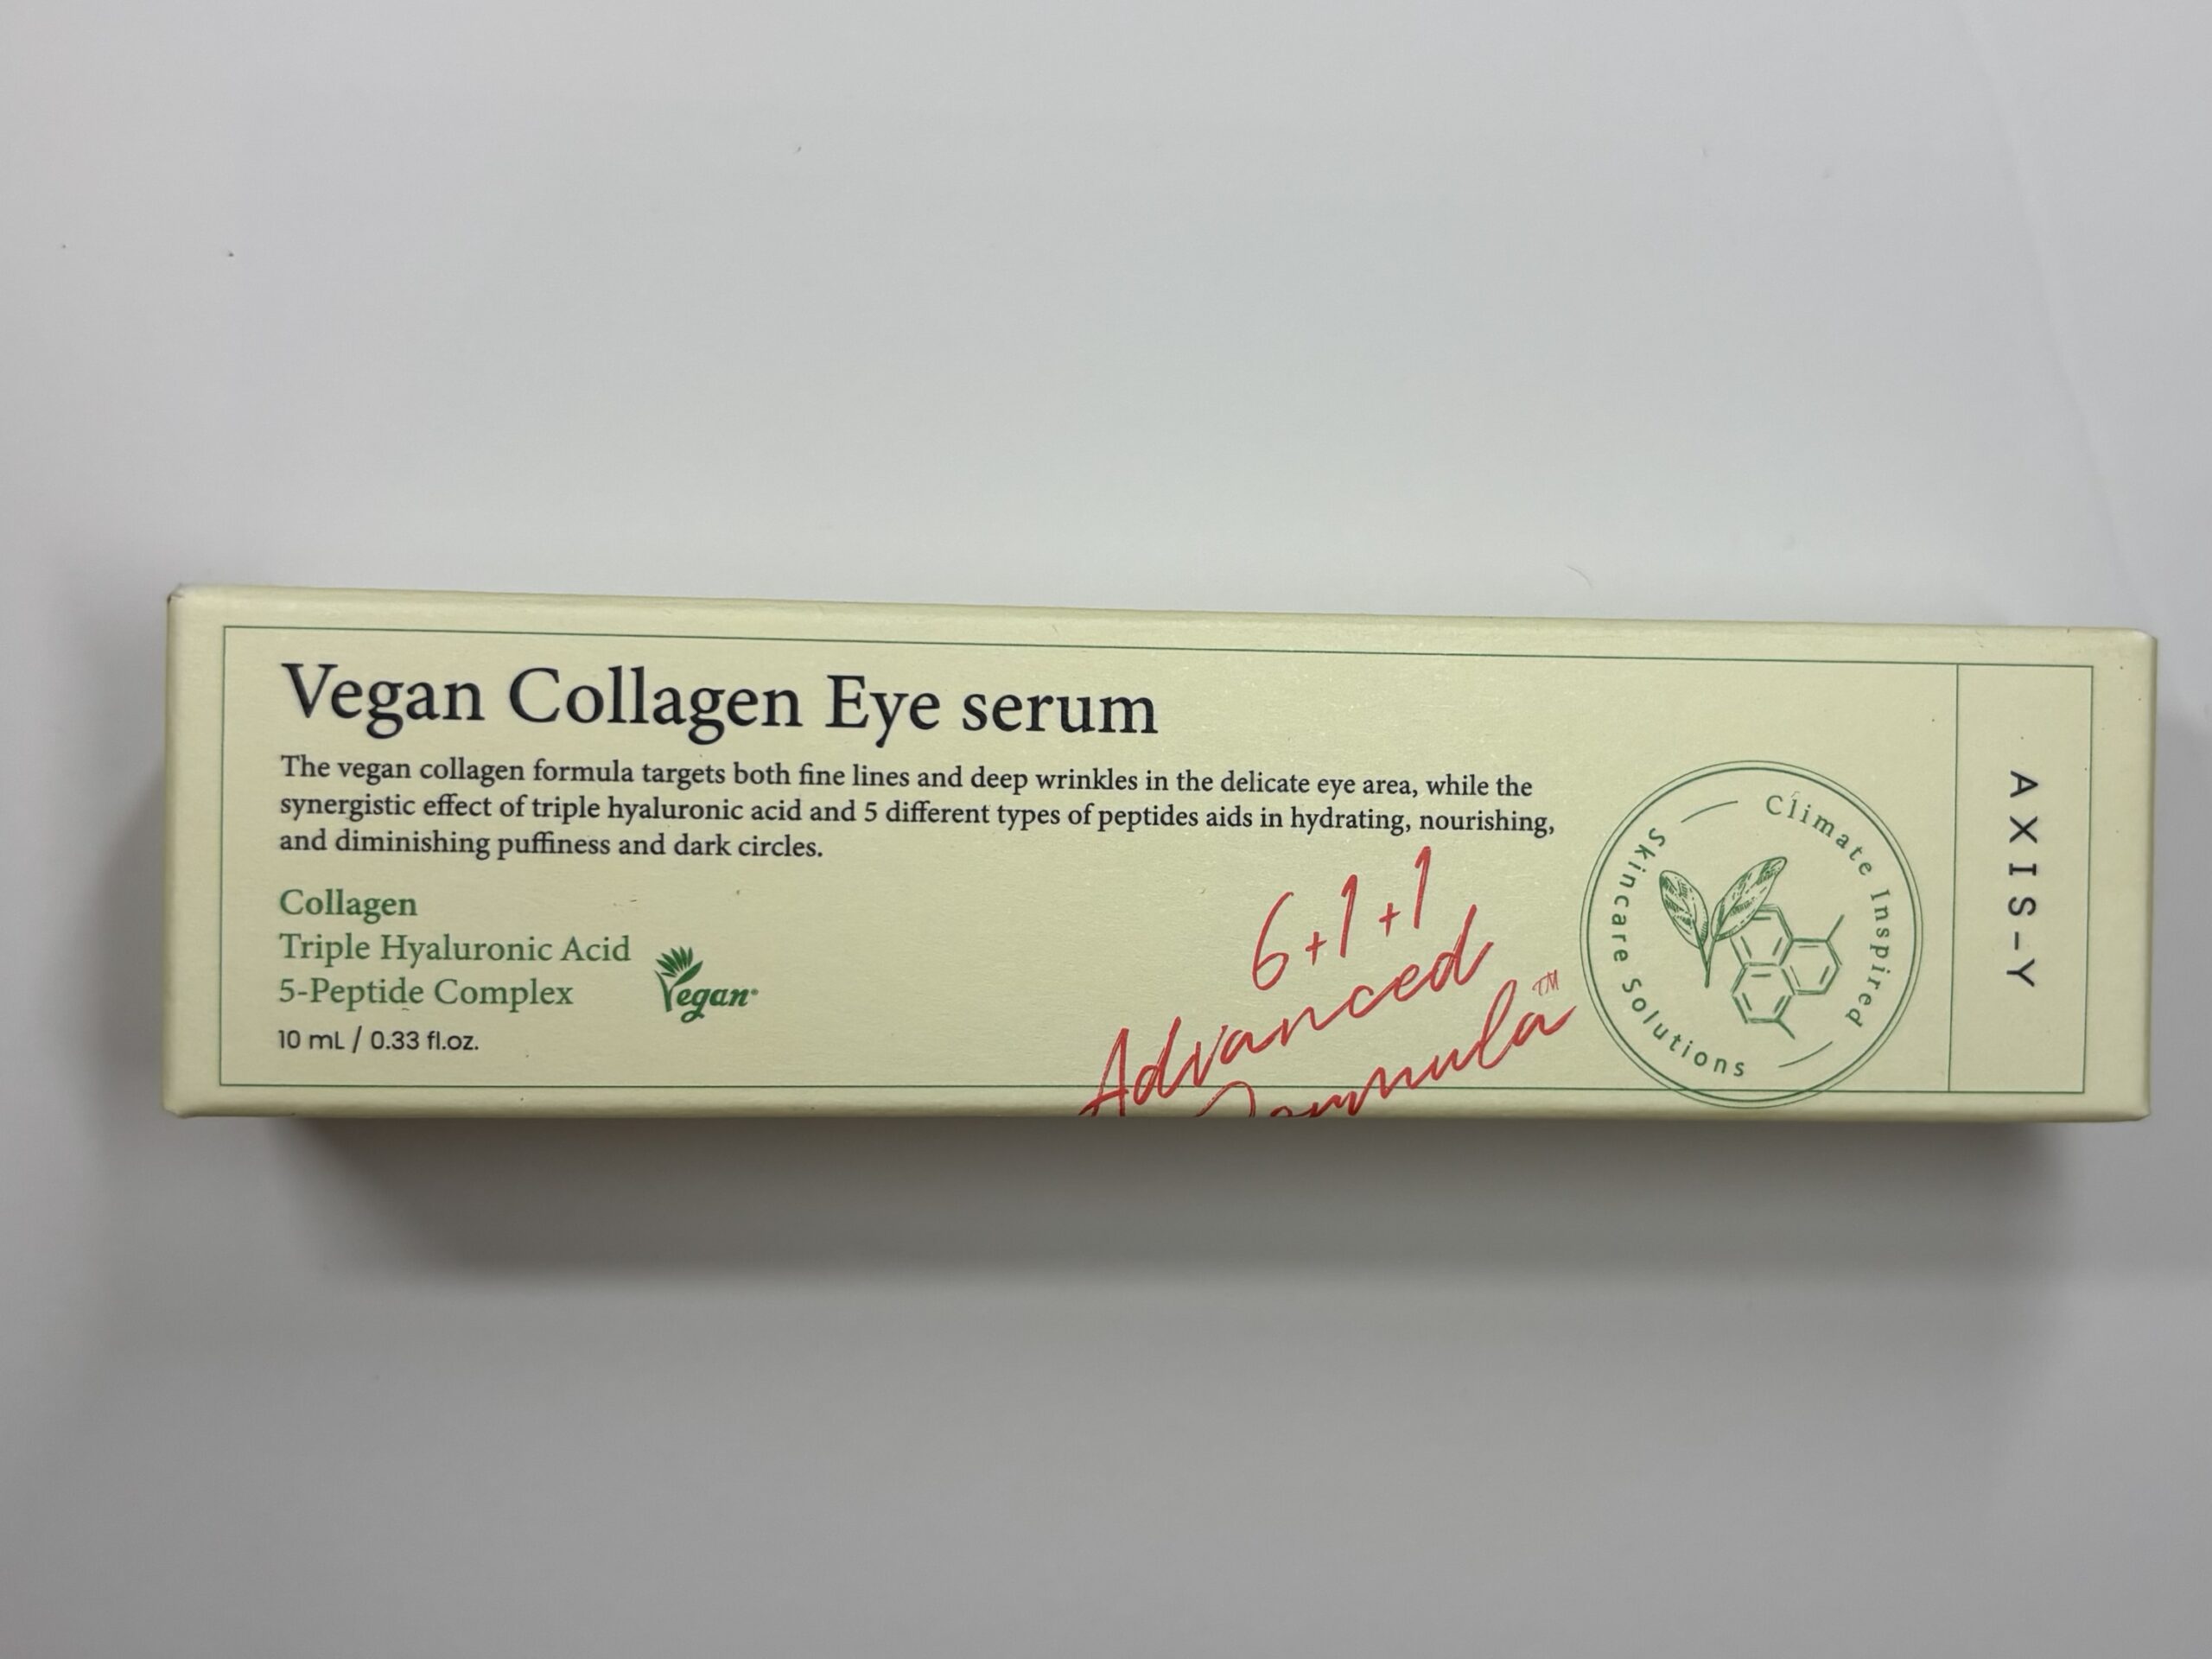 Vegan Collagen Eye serum
The vegan collagen formula targets both fine lines and deep wrinkles in the delicate eye area, while the
synergistic effect of triple hyaluronic acid and 5 different types of peptides aids in hydrating, nourishing,
and diminishing puffiness and dark circles.
Collagen
Triple Hyaluronic Acid
5-Peptide Complex
Vegan
10 mL / 0.33 fl.oz.
6+1+1
Advanced
Formula™
Climate Inspired
Skincare Solutions
AXIS-Y